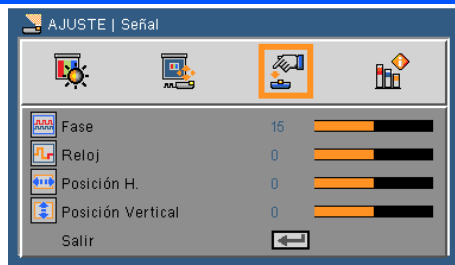 AJUSTE | Señal
Fase 15
Reloj 0
Posición H. 0
Posición Vertical 0
Salir